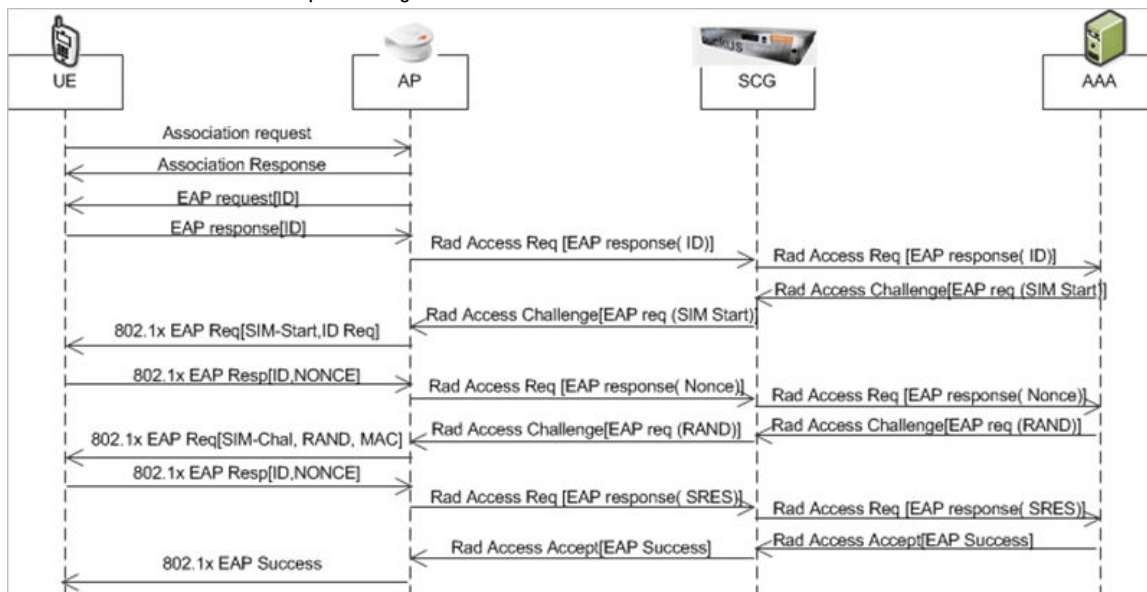 UE
AP
SCG
AAA
Association request
Association Response
EAP request[ID]
EAP response[ID]
Rad Access Req [EAP response( ID)]
Rad Access Req [EAP response( ID)]
Rad Access Challenge[EAP req (SIM Start)]
Rad Access Challenge[EAP req (SIM Start)
802.1x EAP Req[SIM-Start,ID Req]
802.1x EAP Resp[ID,NONCE]
Rad Access Req [EAP response( Nonce)]
Rad Access Req [EAP response( Nonce)]
Rad Access Challenge[EAP req (RAND)]
Rad Access Challenge[EAP req (RAND)]
802.1x EAP Req[SIM-Chal, RAND, MAC]
802.1x EAP Resp[ID,NONCE]
Rad Access Req [EAP response( SRES)]
Rad Access Req [EAP response( SRES)]
Rad Access Accept[EAP Success]
Rad Access Accept[EAP Success]
802.1x EAP Success